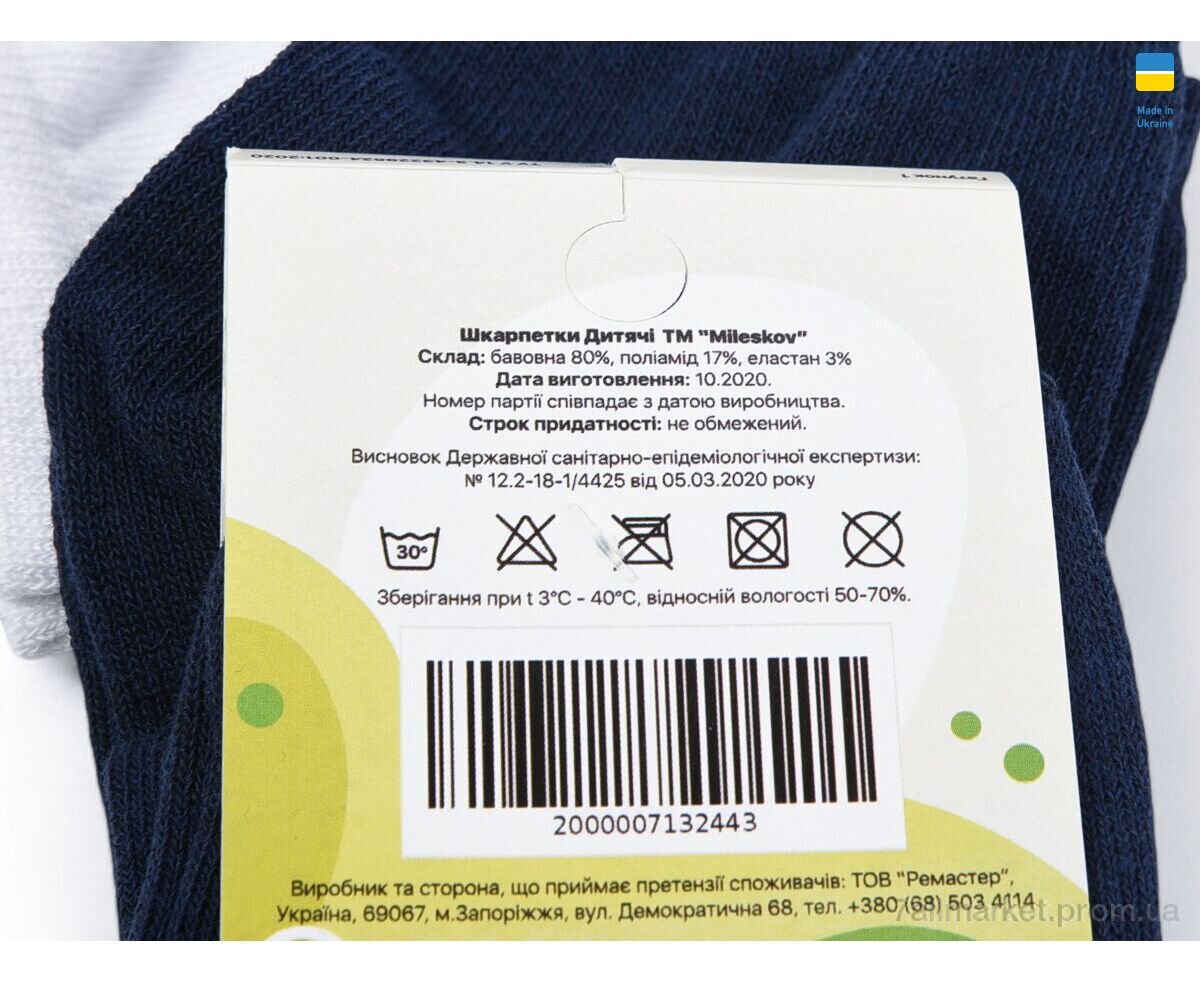 Made in
Ukraine
Гатунок 1
Шкарпетки Дитячі ТМ "Mileskov"
Склад: бавовна 80%, поліамід 17%, еластан 3%
Дата виготовлення: 10.2020.
Номер партії співпадає з датою виробництва.
Строк придатності: не обмежений.
Висновок Державної санітарно-епідеміологічної експертизи:
№ 12.2-18-1/4425 від 05.03.2020 року
30°
Зберігання при t 3°C - 40°C, відносній вологості 50-70%.
2000007132443
Виробник та сторона, що приймає претензії споживачів: ТОВ "Ремастер",
Україна, 69067, м.Запоріжжя, вул. Демократична 68, тел. +380 (68) 503 4114
7allmarket.prom.ua